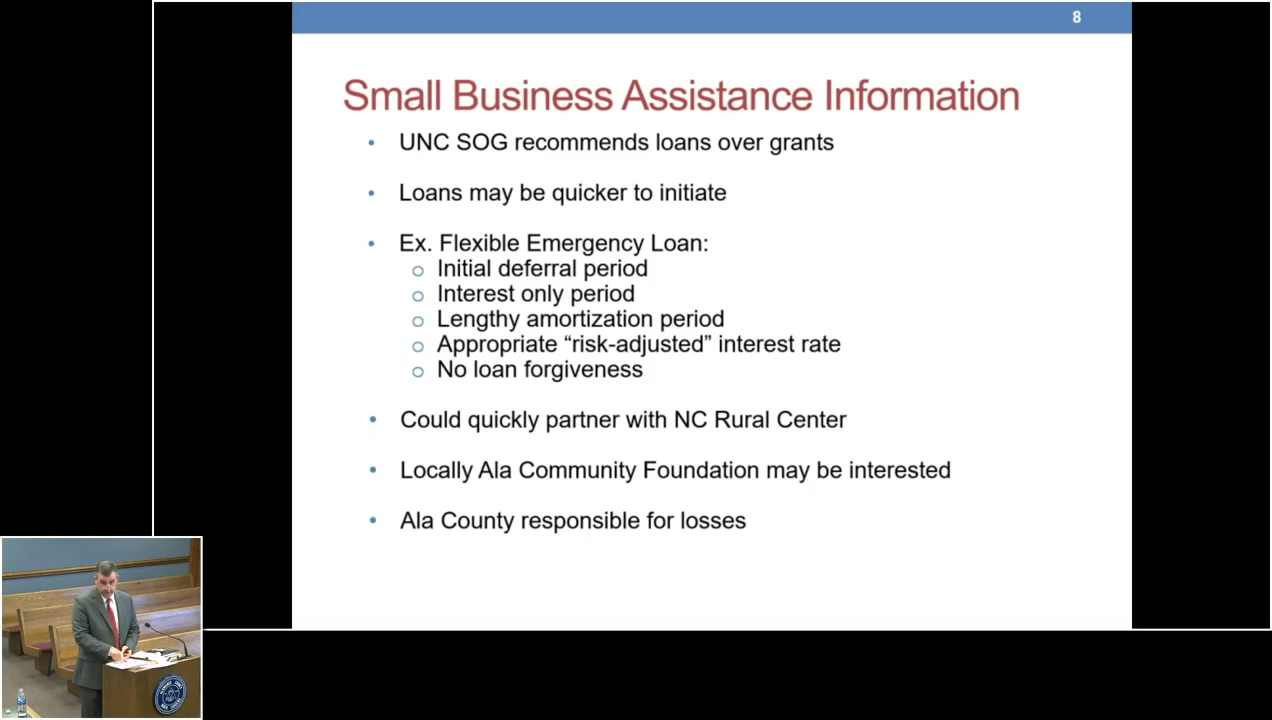 8
Small Business Assistance Information
• UNC SOG recommends loans over grants
• Loans may be quicker to initiate
• Ex. Flexible Emergency Loan:
o Initial deferral period
o Interest only period
o Lengthy amortization period
o Appropriate “risk-adjusted” interest rate
o No loan forgiveness
• Could quickly partner with NC Rural Center
• Locally Ala Community Foundation may be interested
• Ala County responsible for losses